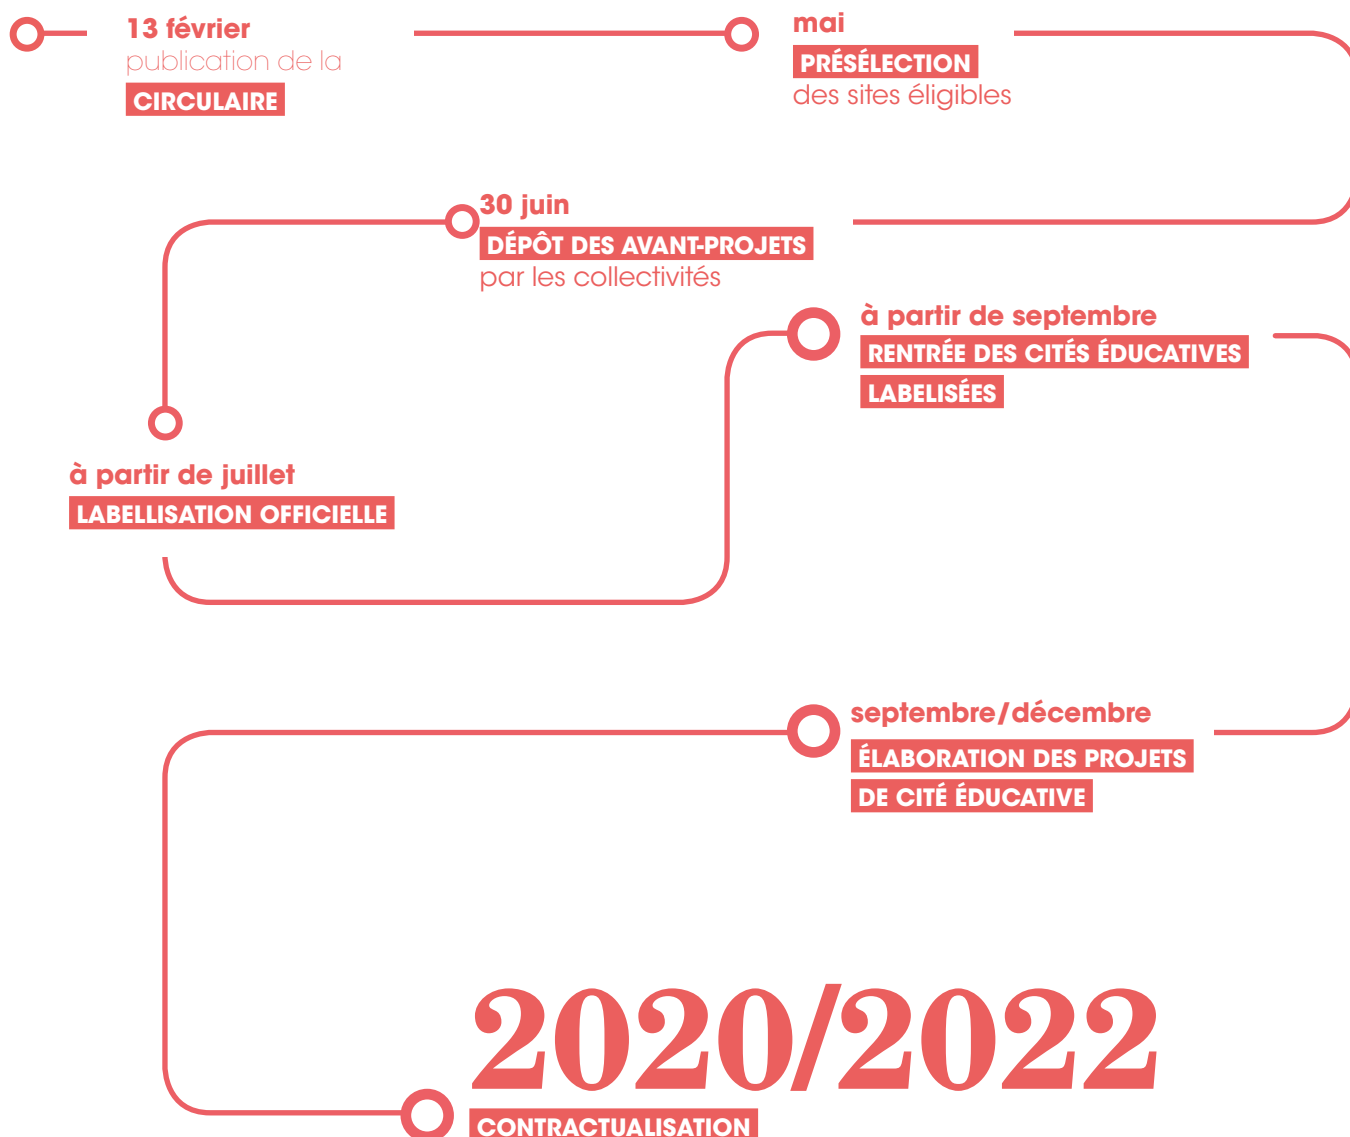 13 février
publication de la
CIRCULAIRE
mai
PRÉSÉLECTION
des sites éligibles
30 juin
DÉPÔT DES AVANT-PROJETS
par les collectivités
à partir de juillet
LABELLISATION OFFICIELLE
à partir de septembre
RENTRÉE DES CITÉS ÉDUCATIVES
LABELISÉES
septembre/décembre
ÉLABORATION DES PROJETS
DE CITÉ ÉDUCATIVE
2020/2022
CONTRACTUALISATION